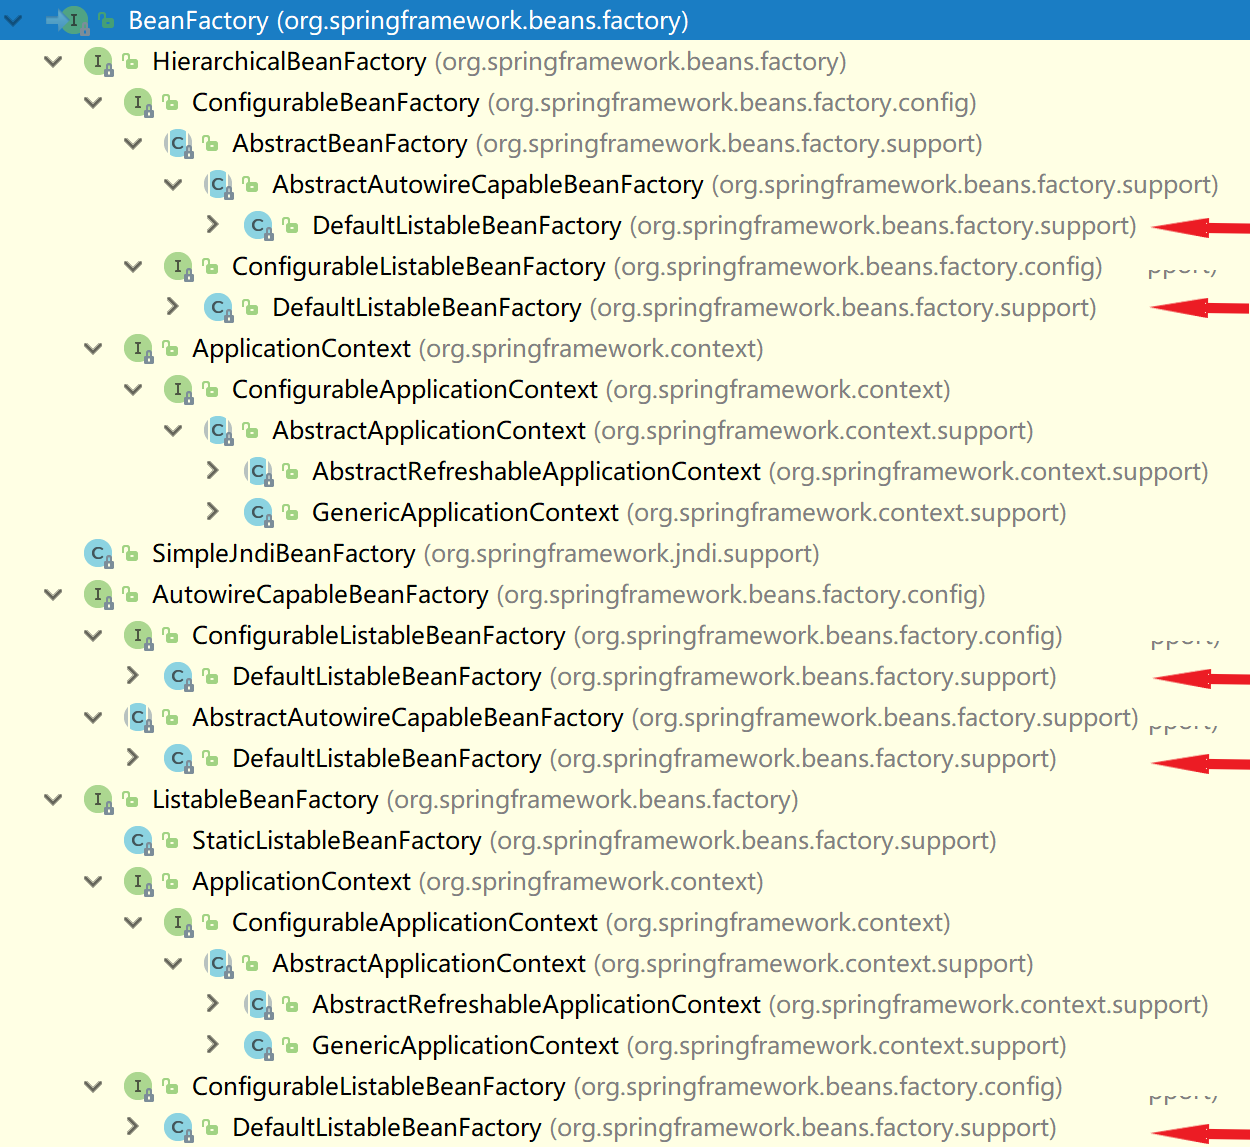 BeanFactory (org.springframework.beans.factory)
HierarchicalBeanFactory (org.springframework.beans.factory)
ConfigurableBeanFactory (org.springframework.beans.factory.config)
AbstractBeanFactory (org.springframework.beans.factory.support)
AbstractAutowireCapableBeanFactory (org.springframework.beans.factory.support)
DefaultListableBeanFactory (org.springframework.beans.factory.support)
ConfigurableListableBeanFactory (org.springframework.beans.factory.config)
DefaultListableBeanFactory (org.springframework.beans.factory.support)
ApplicationContext (org.springframework.context)
ConfigurableApplicationContext (org.springframework.context)
AbstractApplicationContext (org.springframework.context.support)
AbstractRefreshableApplicationContext (org.springframework.context.support)
GenericApplicationContext (org.springframework.context.support)
SimpleJndiBeanFactory (org.springframework.jndi.support)
AutowireCapableBeanFactory (org.springframework.beans.factory.config)
ConfigurableListableBeanFactory (org.springframework.beans.factory.config)
DefaultListableBeanFactory (org.springframework.beans.factory.support)
AbstractAutowireCapableBeanFactory (org.springframework.beans.factory.support)
DefaultListableBeanFactory (org.springframework.beans.factory.support)
ListableBeanFactory (org.springframework.beans.factory)
StaticListableBeanFactory (org.springframework.beans.factory.support)
ApplicationContext (org.springframework.context)
ConfigurableApplicationContext (org.springframework.context)
AbstractApplicationContext (org.springframework.context.support)
AbstractRefreshableApplicationContext (org.springframework.context.support)
GenericApplicationContext (org.springframework.context.support)
ConfigurableListableBeanFactory (org.springframework.beans.factory.config)
DefaultListableBeanFactory (org.springframework.beans.factory.support)